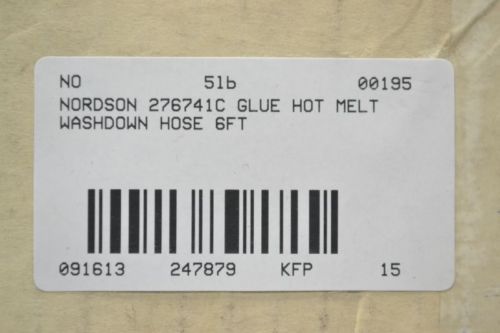 NO 51b 00195
NORDSON 276741C GLUE HOT MELT
WASHDOWN HOSE 6FT
091613 247879 KFP 15